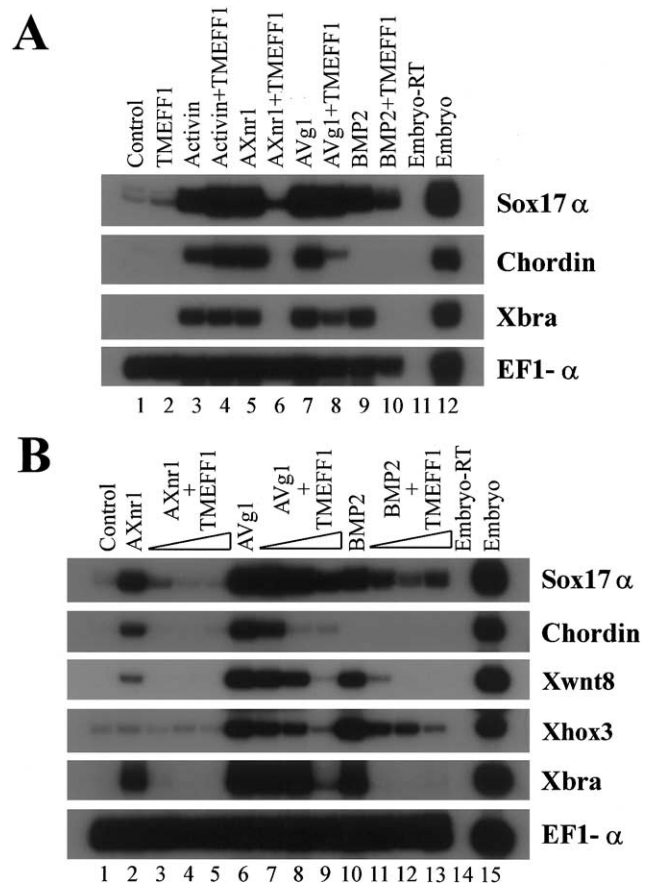 A
Control
TMEFF1
Activin
Activin+TMEFF1
AXnr1
AXnr1+TMEFF1
AVg1
AVg1+TMEFF1
BMP2
BMP2+TMEFF1
Embryo-RT
Embryo
Sox17 α
Chordin
Xbra
EF1- α
1 2 3 4 5 6 7 8 9 10 11 12
B
Control
AXnr1
AXnr1
+
TMEFF1
AVg1
AVg1
+
TMEFF1
BMP2
BMP2
+
TMEFF1
Embryo-RT
Embryo
Sox17 α
Chordin
Xwnt8
Xhox3
Xbra
EF1- α
1 2 3 4 5 6 7 8 9 10 11 12 13 14 15